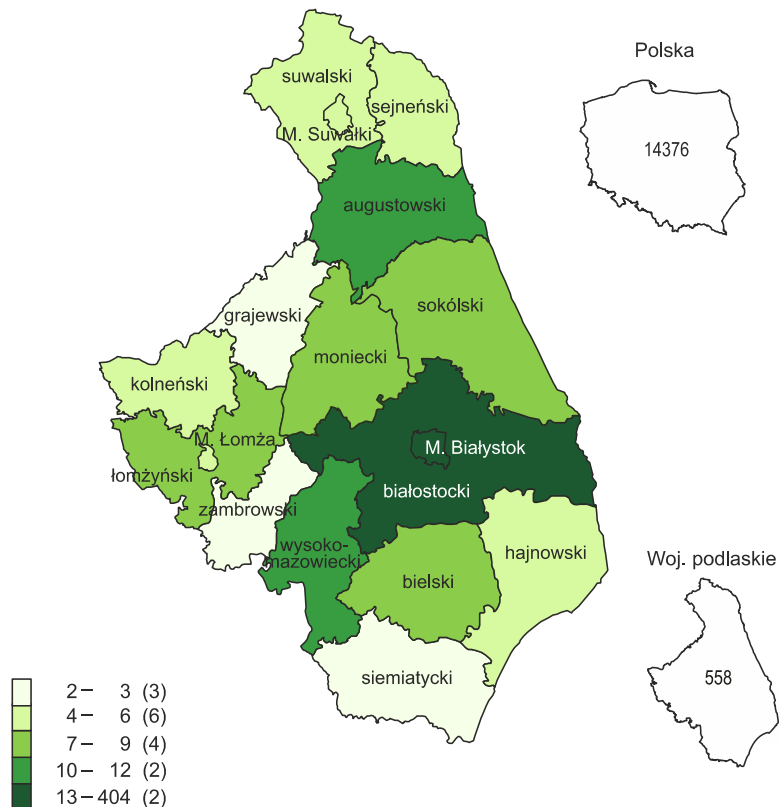 Polska
14376
suwalski
sejneński
M. Suwałki
augustowski
sokólski
grajewski
moniecki
kolneński
M. Łomża
M. Białystok
łomżyński
białostocki
zambrowski
wysoko-
mazowiecki
hajnowski
bielski
Woj. podlaskie
558
siemiatycki
2 – 3 (3)
4 – 6 (6)
7 – 9 (4)
10 – 12 (2)
13 – 404 (2)